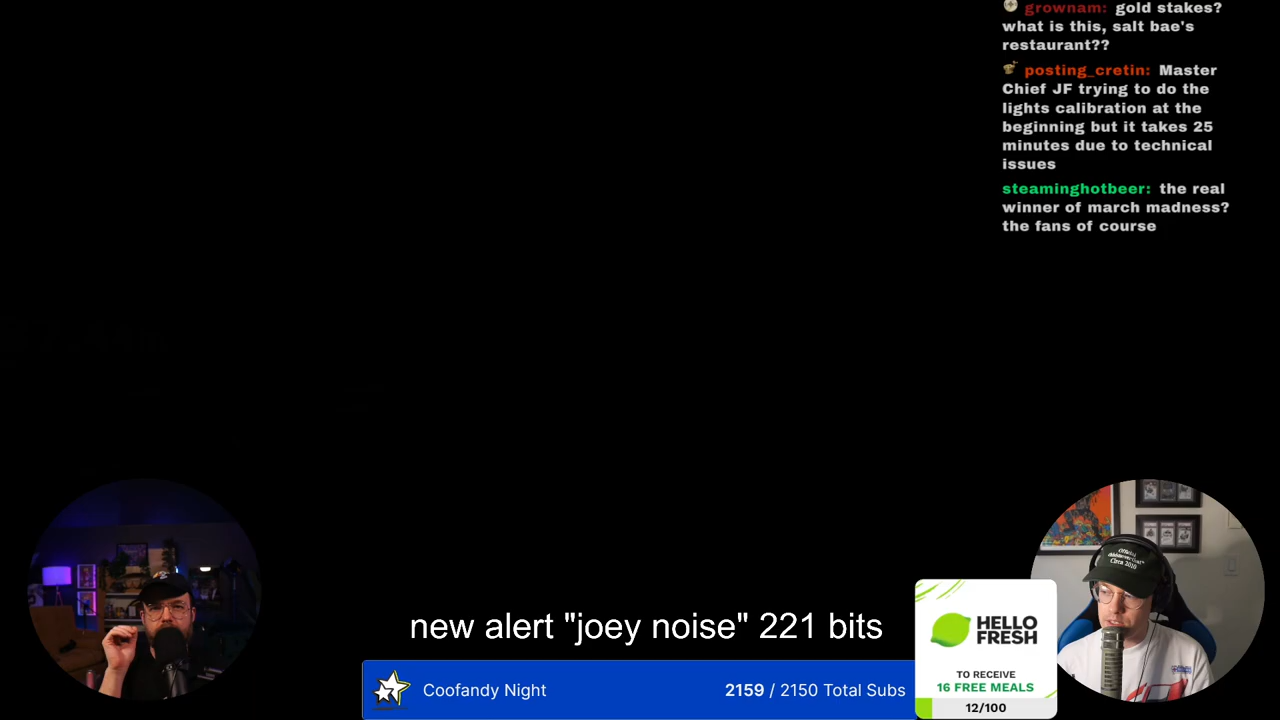 grownam: gold stakes?
what is this, salt bae's
restaurant??
posting_cretin: Master
Chief JF trying to do the
lights calibration at the
beginning but it takes 25
minutes due to technical
issues
steaminghotbeer: the real
winner of march madness?
the fans of course
new alert "joey noise" 221 bits
Coofandy Night
2159 / 2150 Total Subs
HELLO
FRESH
TO RECEIVE
16 FREE MEALS
12/100
Official
Circa 2010